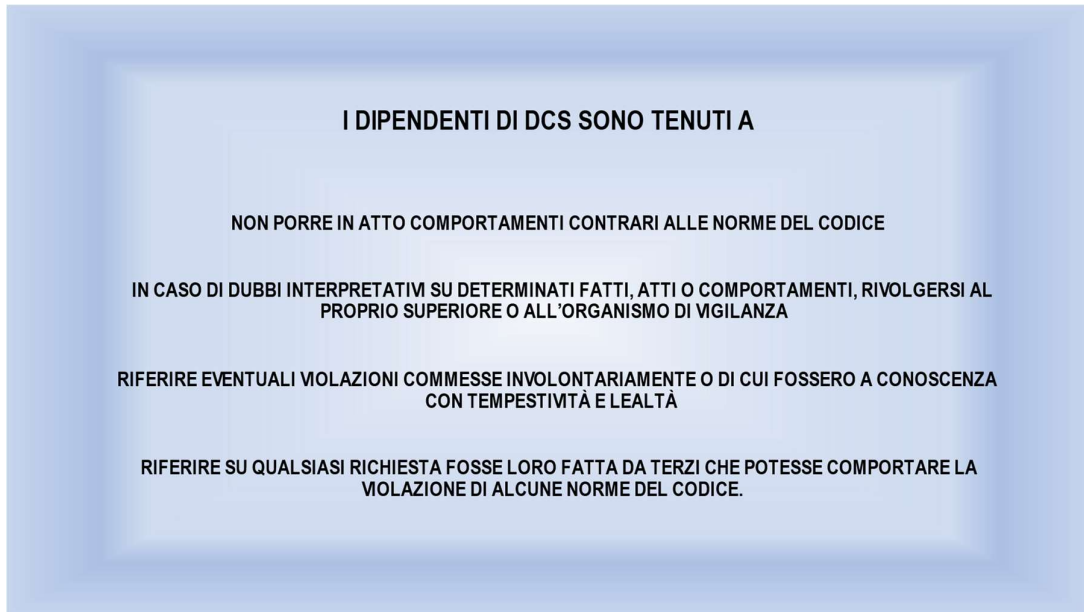 I DIPENDENTI DI DCS SONO TENUTI A
NON PORRE IN ATTO COMPORTAMENTI CONTRARI ALLE NORME DEL CODICE
IN CASO DI DUBBI INTERPRETATIVI SU DETERMINATI FATTI, ATTI O COMPORTAMENTI, RIVOLGERSI AL
PROPRIO SUPERIORE O ALL'ORGANISMO DI VIGILANZA
RIFERIRE EVENTUALI VIOLAZIONI COMMESSE INVOLONTARIAMENTE O DI CUI FOSSERO A CONOSCENZA
CON TEMPESTIVITÀ E LEALTÀ
RIFERIRE SU QUALSIASI RICHIESTA FOSSE LORO FATTA DA TERZI CHE POTESSE COMPORTARE LA
VIOLAZIONE DI ALCUNE NORME DEL CODICE.